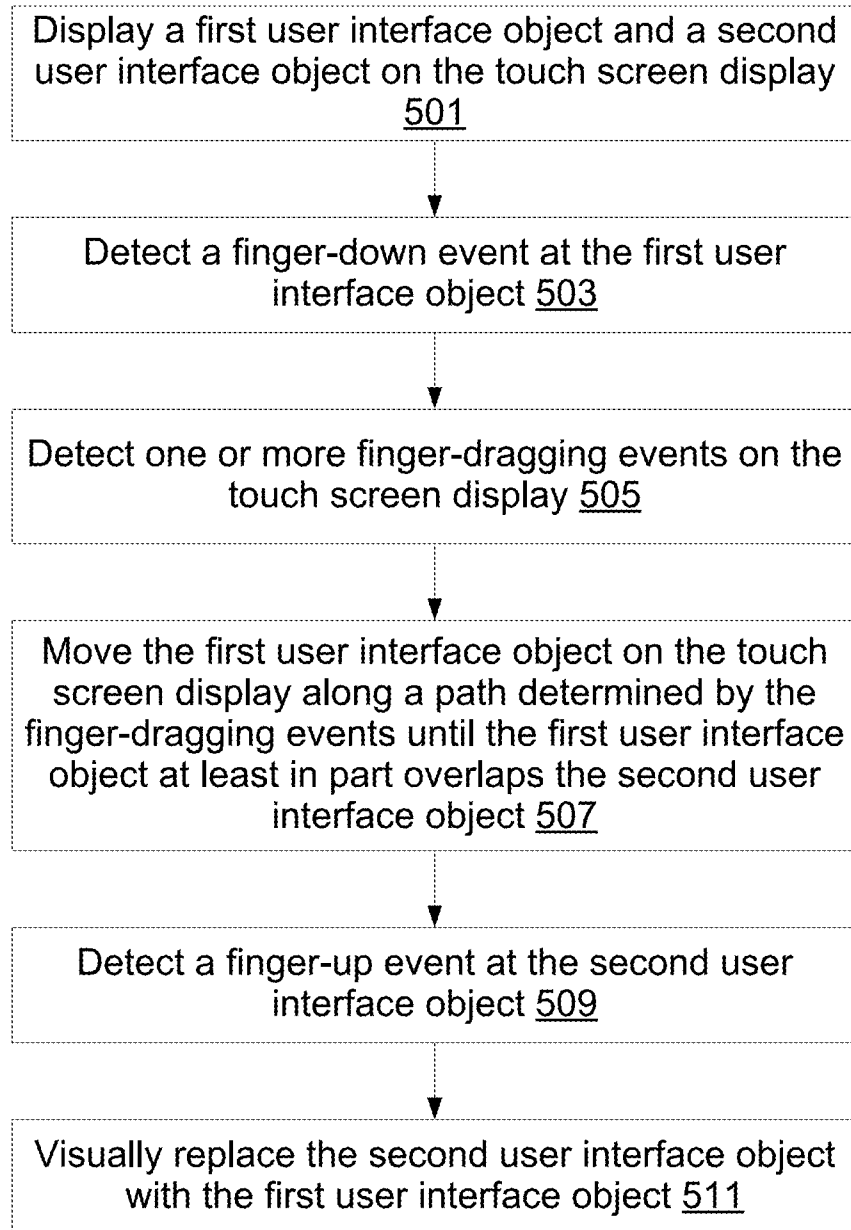 Display a first user interface object and a second
user interface object on the touch screen display
501
Detect a finger-down event at the first user
interface object 503
Detect one or more finger-dragging events on the
touch screen display 505
Move the first user interface object on the touch
screen display along a path determined by the
finger-dragging events until the first user interface
object at least in part overlaps the second user
interface object 507
Detect a finger-up event at the second user
interface object 509
Visually replace the second user interface object
with the first user interface object 511